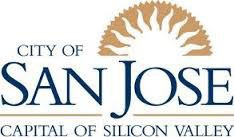 CITY OF
SAN JOSE
CAPITAL OF SILICON VALLEY